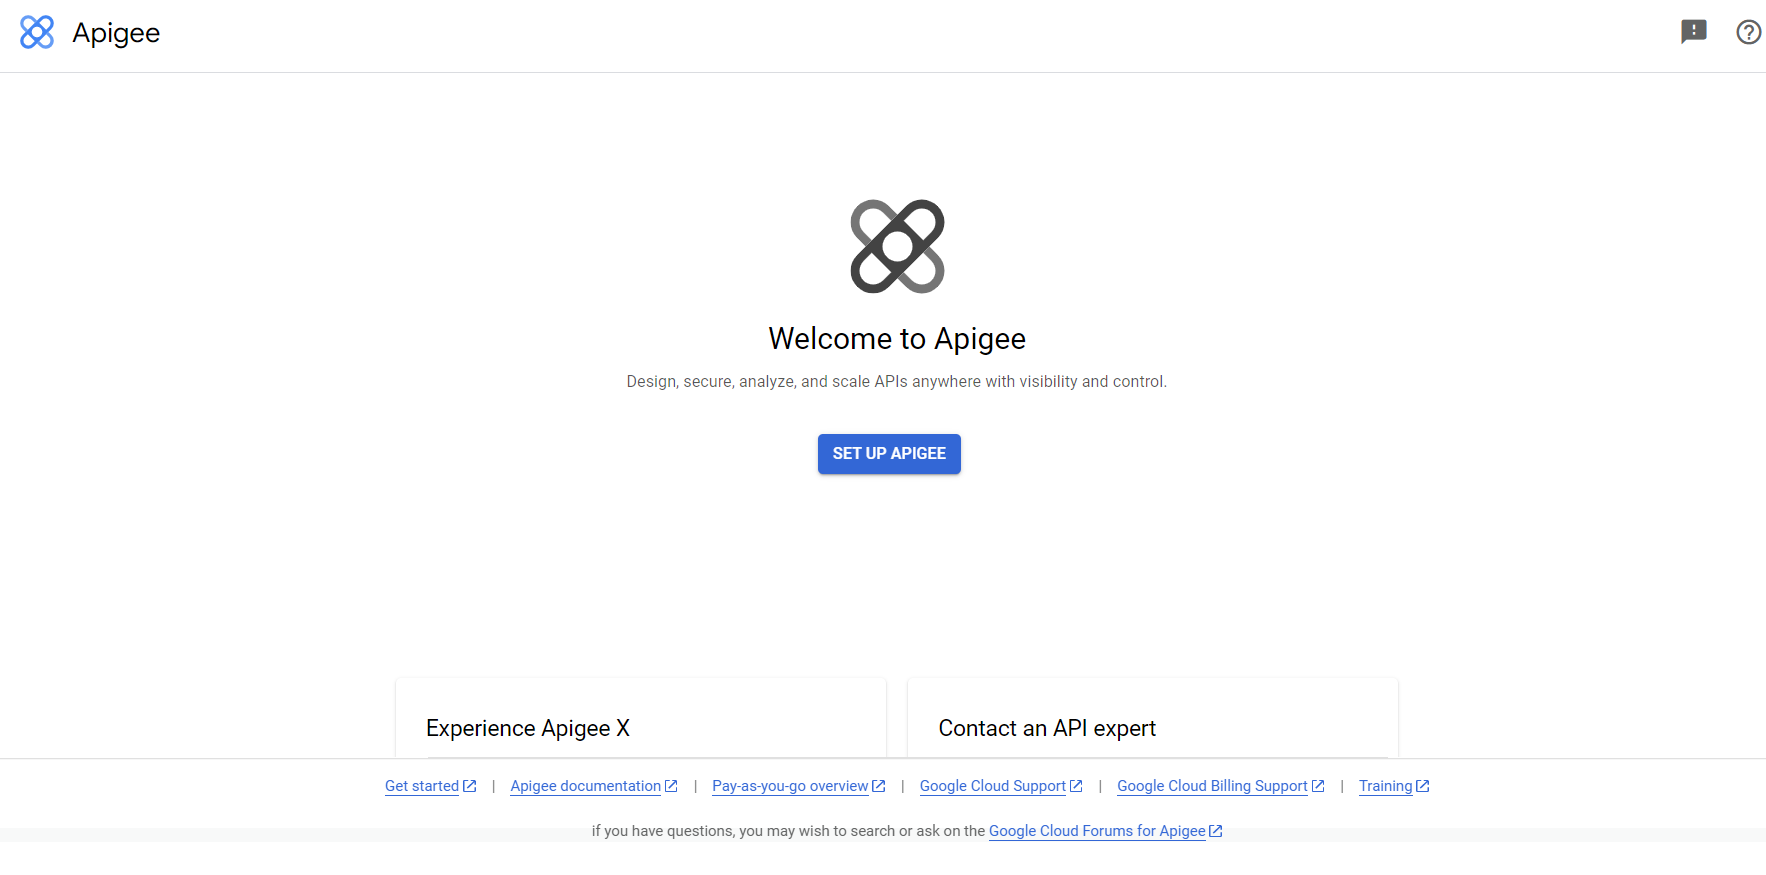 Apigee
Welcome to Apigee
Design, secure, analyze, and scale APIs anywhere with visibility and control.
SET UP APIGEE
Experience Apigee X
Contact an API expert
Get started | Apigee documentation | Pay-as-you-go overview | Google Cloud Support | Google Cloud Billing Support | Training
if you have questions, you may wish to search or ask on the Google Cloud Forums for Apigee